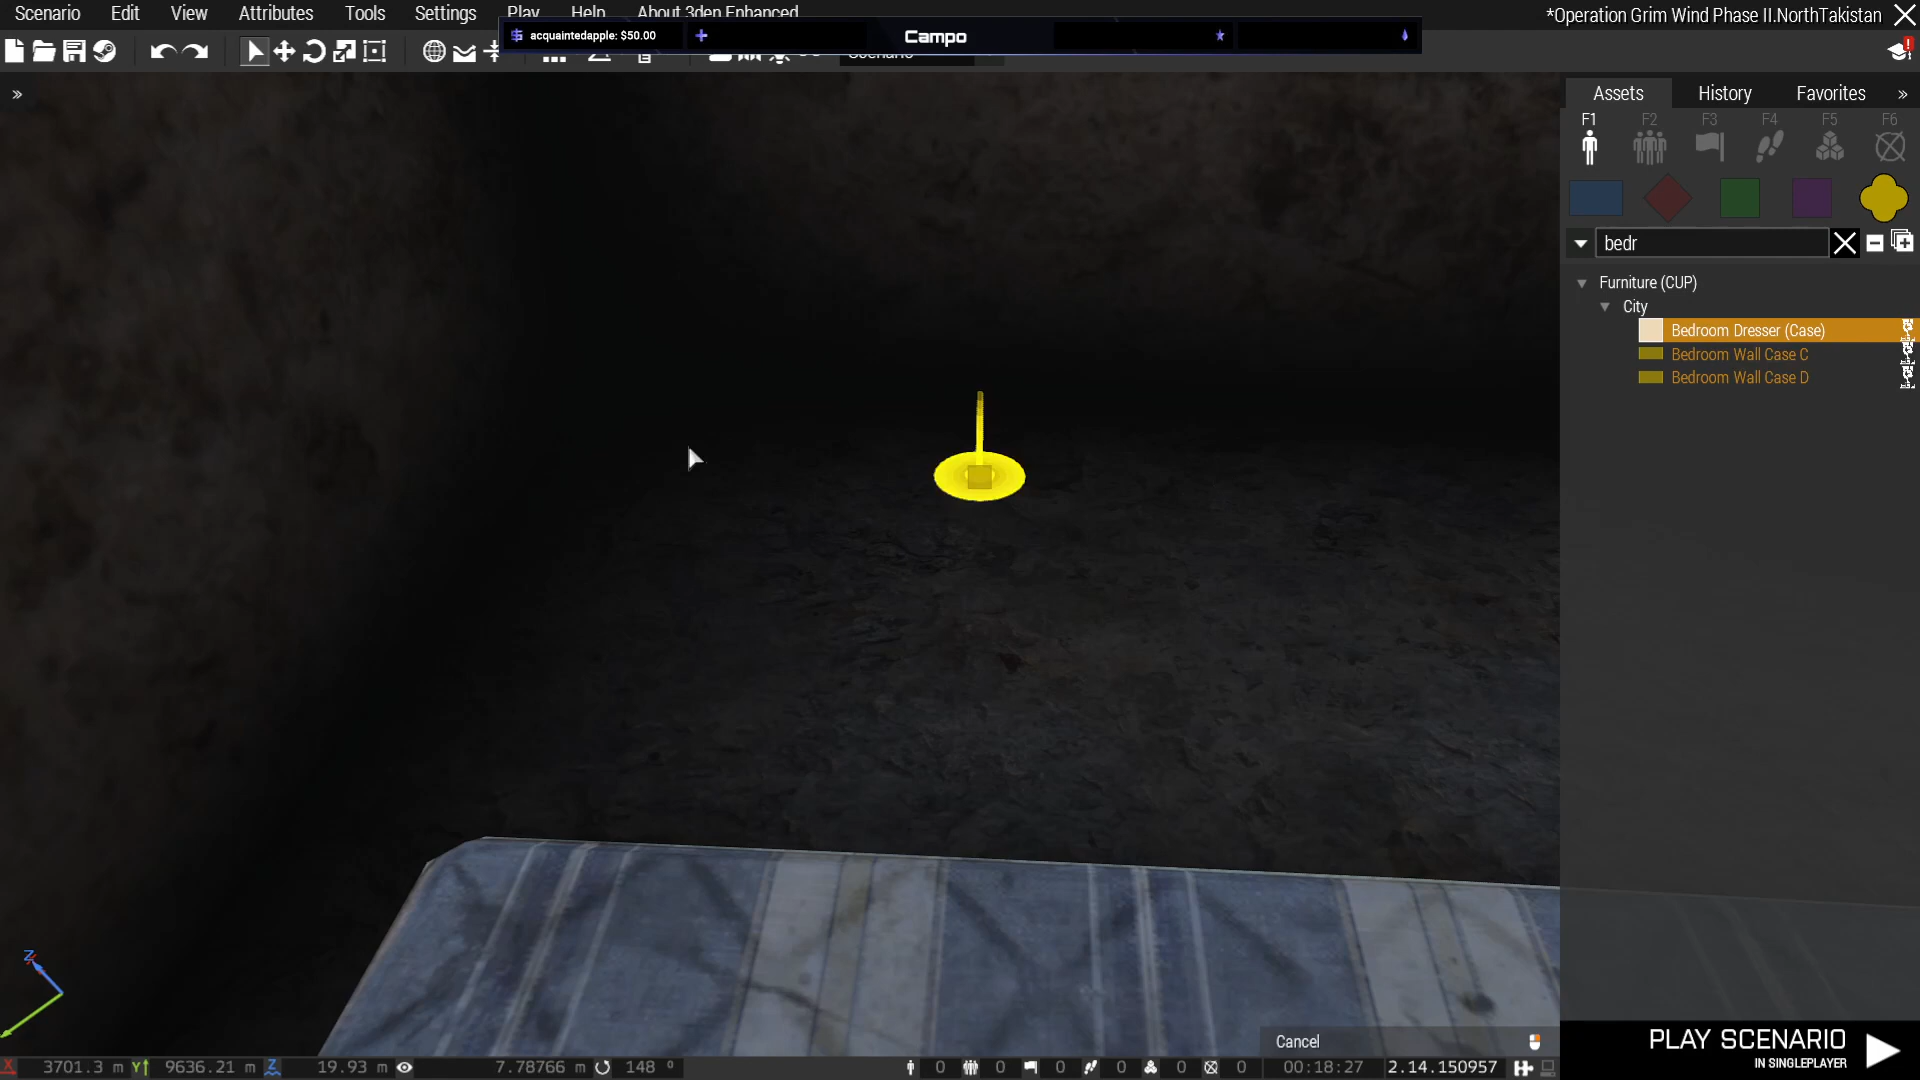 Scenario Edit View Attributes Tools Settings Play Help About 3den Enhanced
*Operation Grim Wind Phase II.NorthTakistan
acquaintedapple: $50.00
Campo
Scenario
Assets History Favorites
F1 F2 F3 F4 F5 F6
bedr
Furniture (CUP)
City
Bedroom Dresser (Case)
Bedroom Wall Case C
Bedroom Wall Case D
Z
Cancel
PLAY SCENARIO
IN SINGLEPLAYER
X 3701.3 m Y 9636.21 m Z 19.93 m 7.78766 m 148 ° 0 0 0 0 0 0 00:18:27 2.14.150957